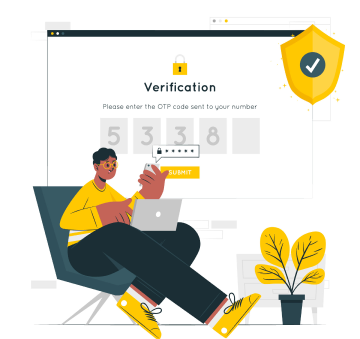 Verification
Please enter the OTP code sent to your number
5 3 3 8
******
SUBMIT